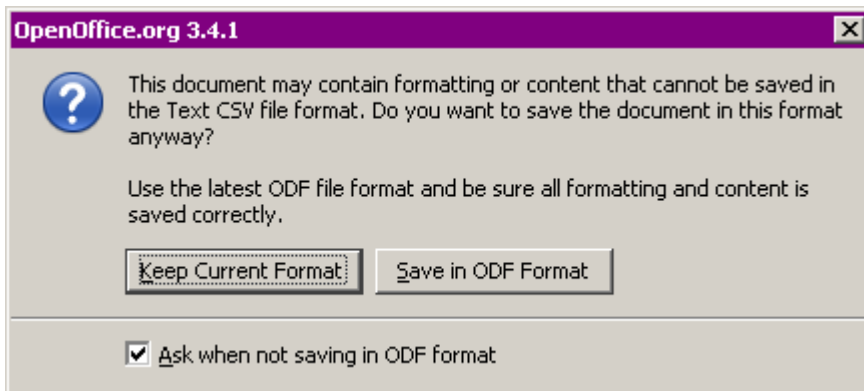 OpenOffice.org 3.4.1
This document may contain formatting or content that cannot be saved in
the Text CSV file format. Do you want to save the document in this format
anyway?
Use the latest ODF file format and be sure all formatting and content is
saved correctly.
Keep Current Format Save in ODF Format
Ask when not saving in ODF format